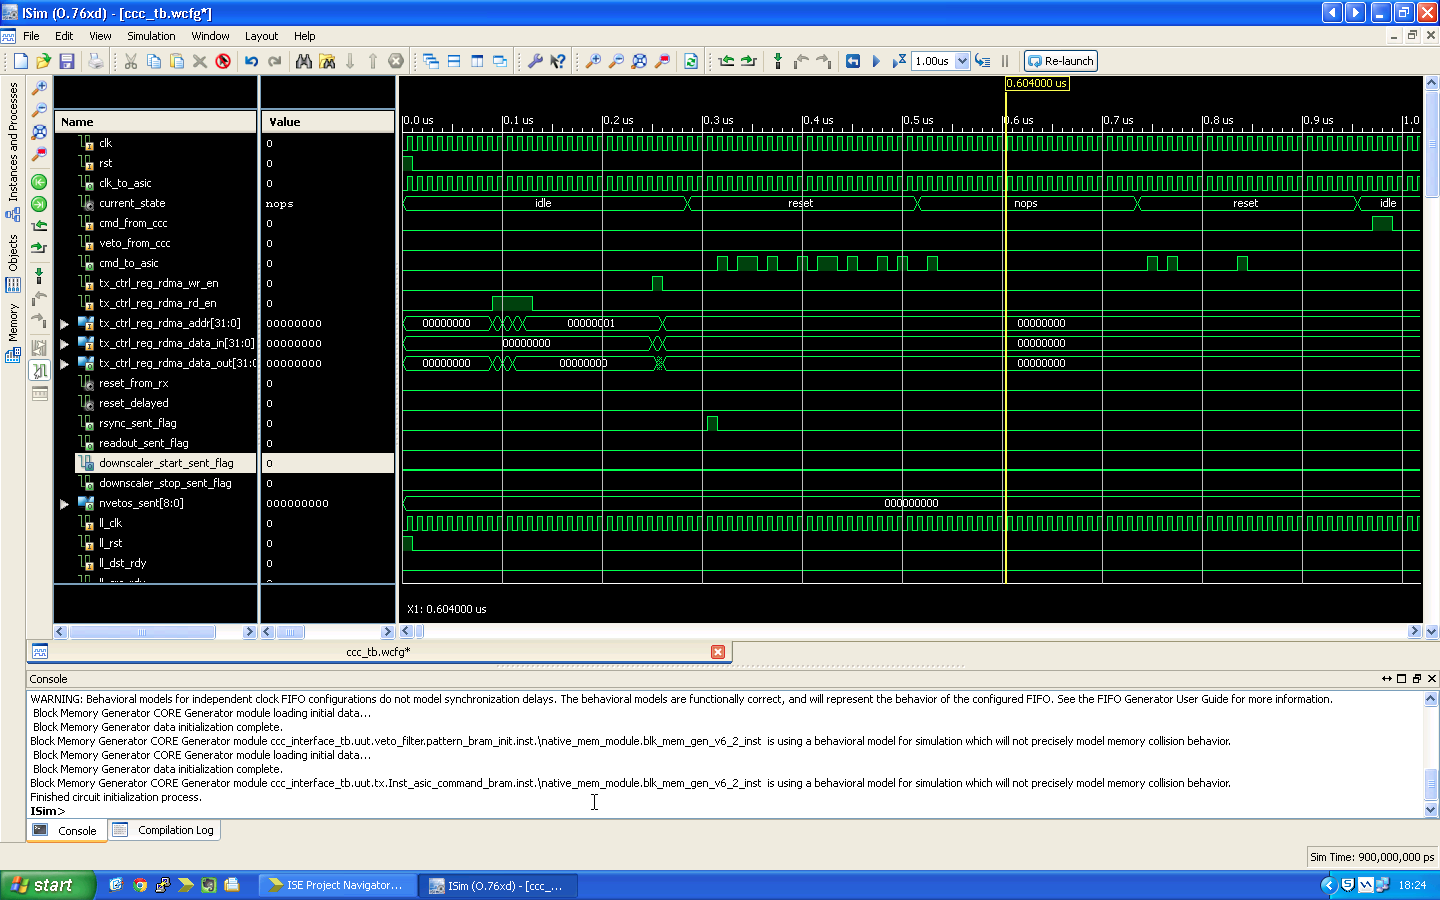 ISim (O.76xd) - [ccc_tb.wcfg*]
File Edit View Simulation Window Layout Help
1.00us Re-launch
Instances and Processes
Objects
Memory
0.604000 us
Name Value
0.0 us 0.1 us 0.2 us 0.3 us 0.4 us 0.5 us 0.6 us 0.7 us 0.8 us 0.9 us 1.0
clk 0
rst 0
clk_to_asic 0
current_state nops idle reset nops reset idle
cmd_from_ccc 0
veto_from_ccc 0
cmd_to_asic 0
tx_ctrl_reg_rdma_wr_en 0
tx_ctrl_reg_rdma_rd_en 0
tx_ctrl_reg_rdma_addr[31:0] 00000000 00000000 00000001 00000000
tx_ctrl_reg_rdma_data_in[31:0] 00000000 00000000 00000000
tx_ctrl_reg_rdma_data_out[31:0 00000000 00000000 00000000 00000000
reset_from_rx 0
reset_delayed 0
rsync_sent_flag 0
readout_sent_flag 0
downscaler_start_sent_flag 0
downscaler_stop_sent_flag 0
nvetos_sent[8:0] 000000000 000000000
ll_clk 0
ll_rst 0
ll_dst_rdy 0
X1: 0.604000 us
ccc_tb.wcfg*
Console
WARNING: Behavioral models for independent clock FIFO configurations do not model synchronization delays. The behavioral models are functionally correct, and will represent the behavior of the configured FIFO. See the FIFO Generator User Guide for more information.
Block Memory Generator CORE Generator module loading initial data...
Block Memory Generator data initialization complete.
Block Memory Generator CORE Generator module ccc_interface_tb.uut.veto_filter.pattern_bram_init.inst.\native_mem_module.blk_mem_gen_v6_2_inst is using a behavioral model for simulation which will not precisely model memory collision behavior.
Block Memory Generator CORE Generator module loading initial data...
Block Memory Generator data initialization complete.
Block Memory Generator CORE Generator module ccc_interface_tb.uut.tx.Inst_asic_command_bram.inst.\native_mem_module.blk_mem_gen_v6_2_inst is using a behavioral model for simulation which will not precisely model memory collision behavior.
Finished circuit initialization process.
ISim>
Console Compilation Log
Sim Time: 900,000,000 ps
start ISE Project Navigator... ISim (O.76xd) - [ccc_... 18:24